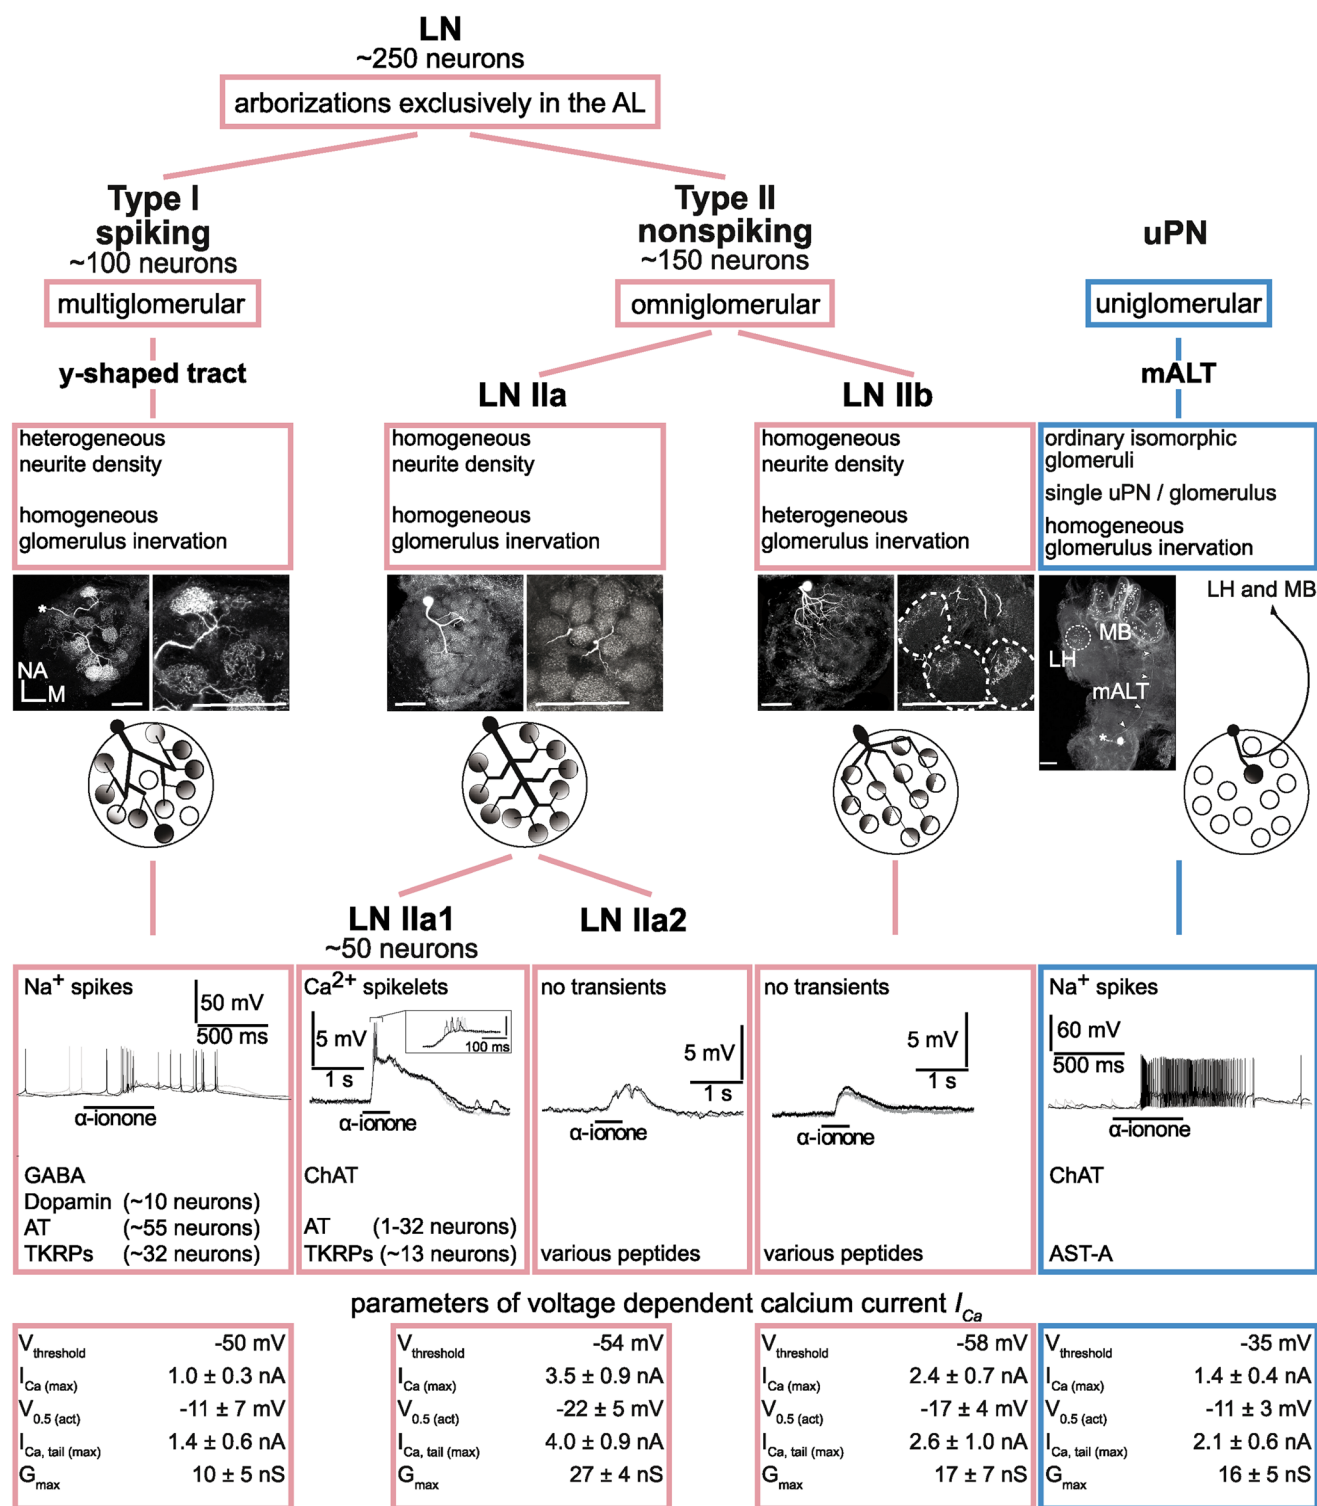 LN
~250 neurons
arborizations exclusively in the AL
Type I
spiking
~100 neurons
multiglomerular
y-shaped tract
Type II
nonspiking
~150 neurons
omniglomerular
uPN
uniglomerular
mALT
LN IIa
LN IIb
heterogeneous
neurite density
homogeneous
glomerulus inervation
homogeneous
neurite density
homogeneous
glomerulus inervation
homogeneous
neurite density
heterogeneous
glomerulus inervation
ordinary isomorphic
glomeruli
single uPN / glomerulus
homogeneous
glomerulus inervation
*
NA
M
MB
LH
mALT
*
LH and MB
LN IIa1
~50 neurons
LN IIa2
Na+ spikes
50 mV
500 ms
α-ionone
GABA
Dopamin (~10 neurons)
AT (~55 neurons)
TKRPs (~32 neurons)
Ca2+ spikelets
5 mV
1 s
100 ms
α-ionone
ChAT
AT (1-32 neurons)
TKRPs (~13 neurons)
no transients
5 mV
1 s
α-ionone
various peptides
no transients
5 mV
1 s
α-ionone
various peptides
Na+ spikes
60 mV
500 ms
α-ionone
ChAT
AST-A
parameters of voltage dependent calcium current ICa
Vthreshold -50 mV
ICa (max) 1.0 ± 0.3 nA
V0.5 (act) -11 ± 7 mV
ICa, tail (max) 1.4 ± 0.6 nA
Gmax 10 ± 5 nS
Vthreshold -54 mV
ICa (max) 3.5 ± 0.9 nA
V0.5 (act) -22 ± 5 mV
ICa, tail (max) 4.0 ± 0.9 nA
Gmax 27 ± 4 nS
Vthreshold -58 mV
ICa (max) 2.4 ± 0.7 nA
V0.5 (act) -17 ± 4 mV
ICa, tail (max) 2.6 ± 1.0 nA
Gmax 17 ± 7 nS
Vthreshold -35 mV
ICa (max) 1.4 ± 0.4 nA
V0.5 (act) -11 ± 3 mV
ICa, tail (max) 2.1 ± 0.6 nA
Gmax 16 ± 5 nS